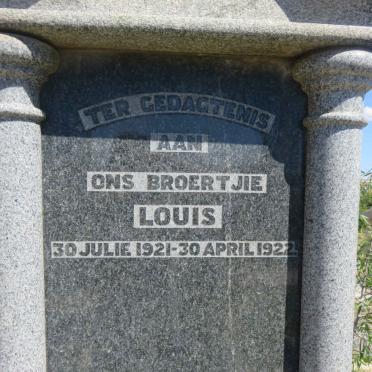 TER GEDAGTENIS
AAN
ONS BROERTJIE
LOUIS
30 JULIE 1921-30 APRIL 1922